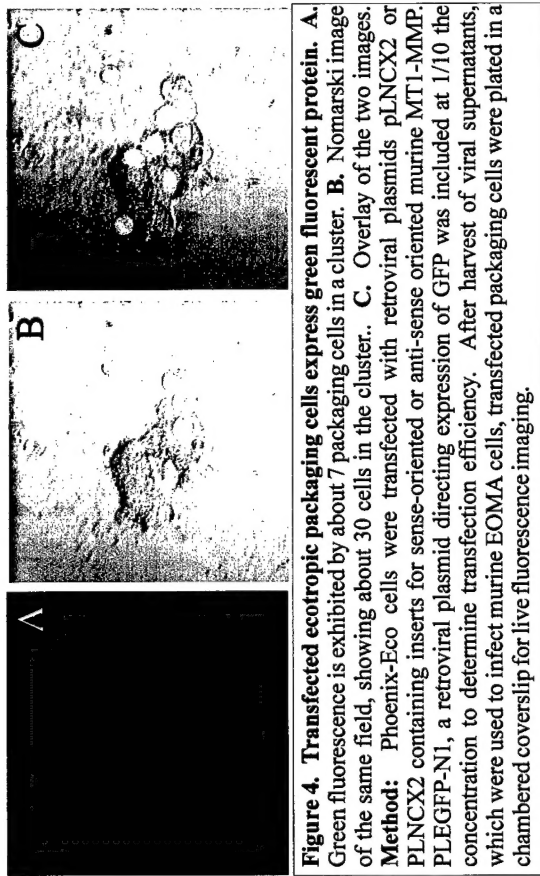 A
B
C
Figure 4. Transfected ecotropic packaging cells express green fluorescent protein. A.
Green fluorescence is exhibited by about 7 packaging cells in a cluster. B. Nomarski image
of the same field, showing about 30 cells in the cluster.. C. Overlay of the two images.
Method: Phoenix-Eco cells were transfected with retroviral plasmids pLNCX2 or
PLNCX2 containing inserts for sense-oriented or anti-sense oriented murine MT1-MMP.
PLEGFP-N1, a retroviral plasmid directing expression of GFP was included at 1/10 the
concentration to determine transfection efficiency. After harvest of viral supernatants,
which were used to infect murine EOMA cells, transfected packaging cells were plated in a
chambered coverslip for live fluorescence imaging.